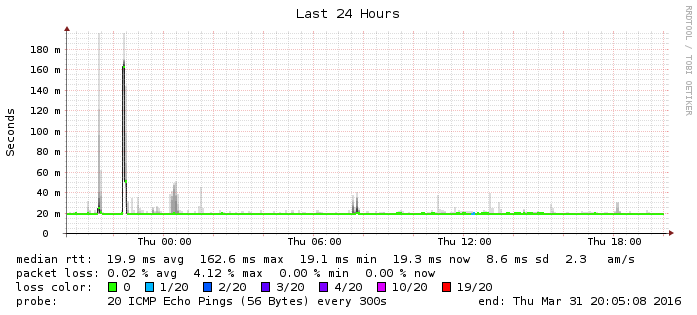 Last 24 Hours
RRDTOOL / TOBI OETIKER
Seconds
180 m
160 m
140 m
120 m
100 m
80 m
60 m
40 m
20 m
0
Thu 00:00 Thu 06:00 Thu 12:00 Thu 18:00
median rtt: 19.9 ms avg 162.6 ms max 19.1 ms min 19.3 ms now 8.6 ms sd 2.3 am/s
packet loss: 0.02 % avg 4.12 % max 0.00 % min 0.00 % now
loss color: 0 1/20 2/20 3/20 4/20 10/20 19/20
probe: 20 ICMP Echo Pings (56 Bytes) every 300s end: Thu Mar 31 20:05:08 2016